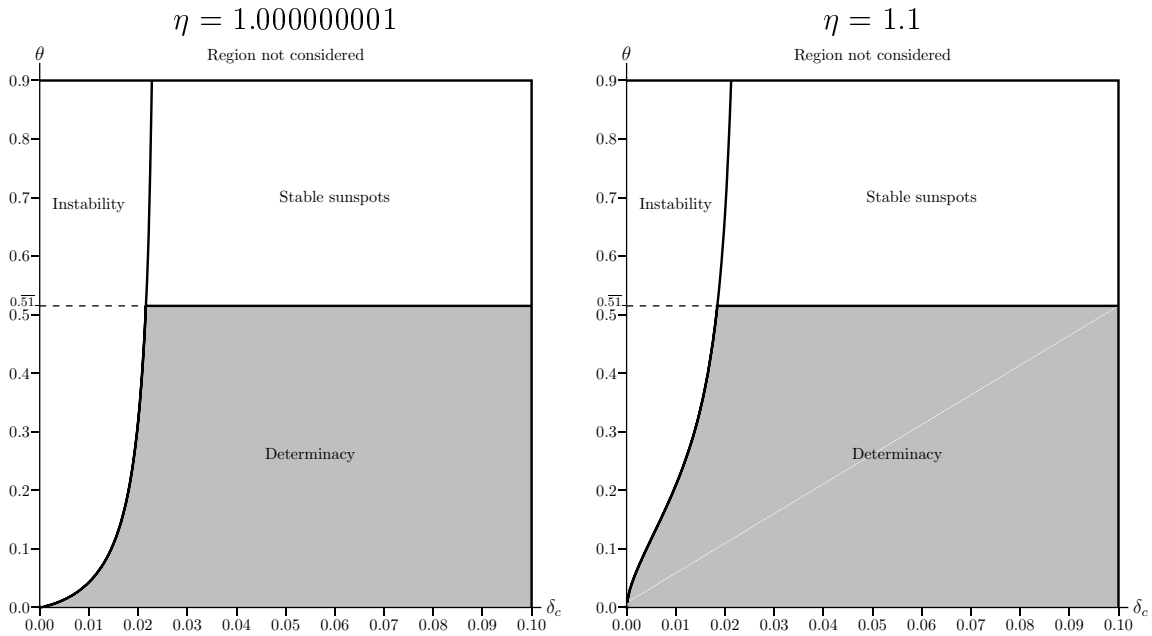 η = 1.000000001
θ
Region not considered
0.9
0.8
0.7
0.6
0.5̅1̅
0.5
0.4
0.3
0.2
0.1
0.0
Instability
Stable sunspots
Determinacy
0.00 0.01 0.02 0.03 0.04 0.05 0.06 0.07 0.08 0.09 0.10
δc
η = 1.1
θ
Region not considered
0.9
0.8
0.7
0.6
0.5̅1̅
0.5
0.4
0.3
0.2
0.1
0.0
Instability
Stable sunspots
Determinacy
0.00 0.01 0.02 0.03 0.04 0.05 0.06 0.07 0.08 0.09 0.10
δc